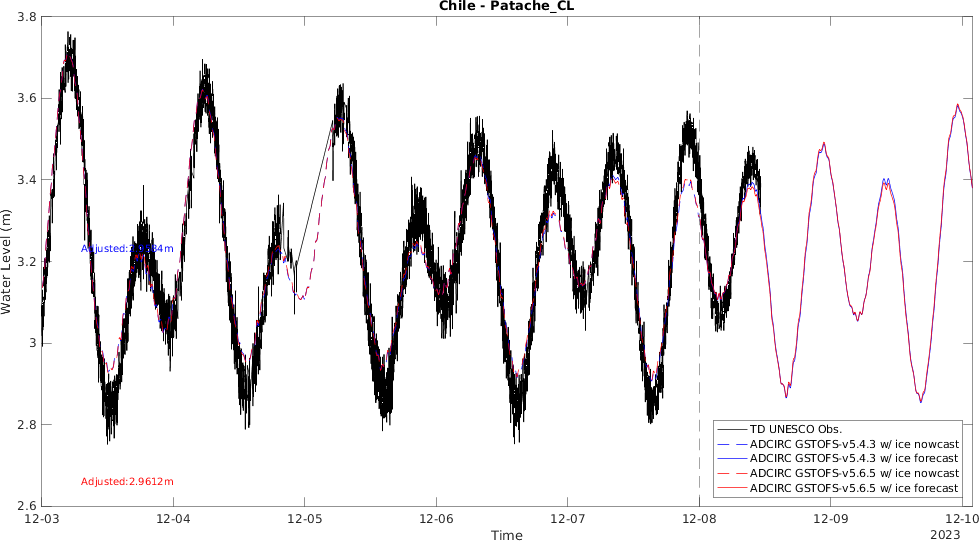 Chile - Patache_CL
3.8
3.6
3.4
3.2
3
2.8
2.6
Water Level (m)
Adjusted:2.9612m
TD UNESCO Obs.
ADCIRC GSTOFS-v5.4.3 w/ ice nowcast
ADCIRC GSTOFS-v5.4.3 w/ ice forecast
ADCIRC GSTOFS-v5.6.5 w/ ice nowcast
ADCIRC GSTOFS-v5.6.5 w/ ice forecast
12-03 12-04 12-05 12-06 12-07 12-08 12-09 12-10
Time
2023